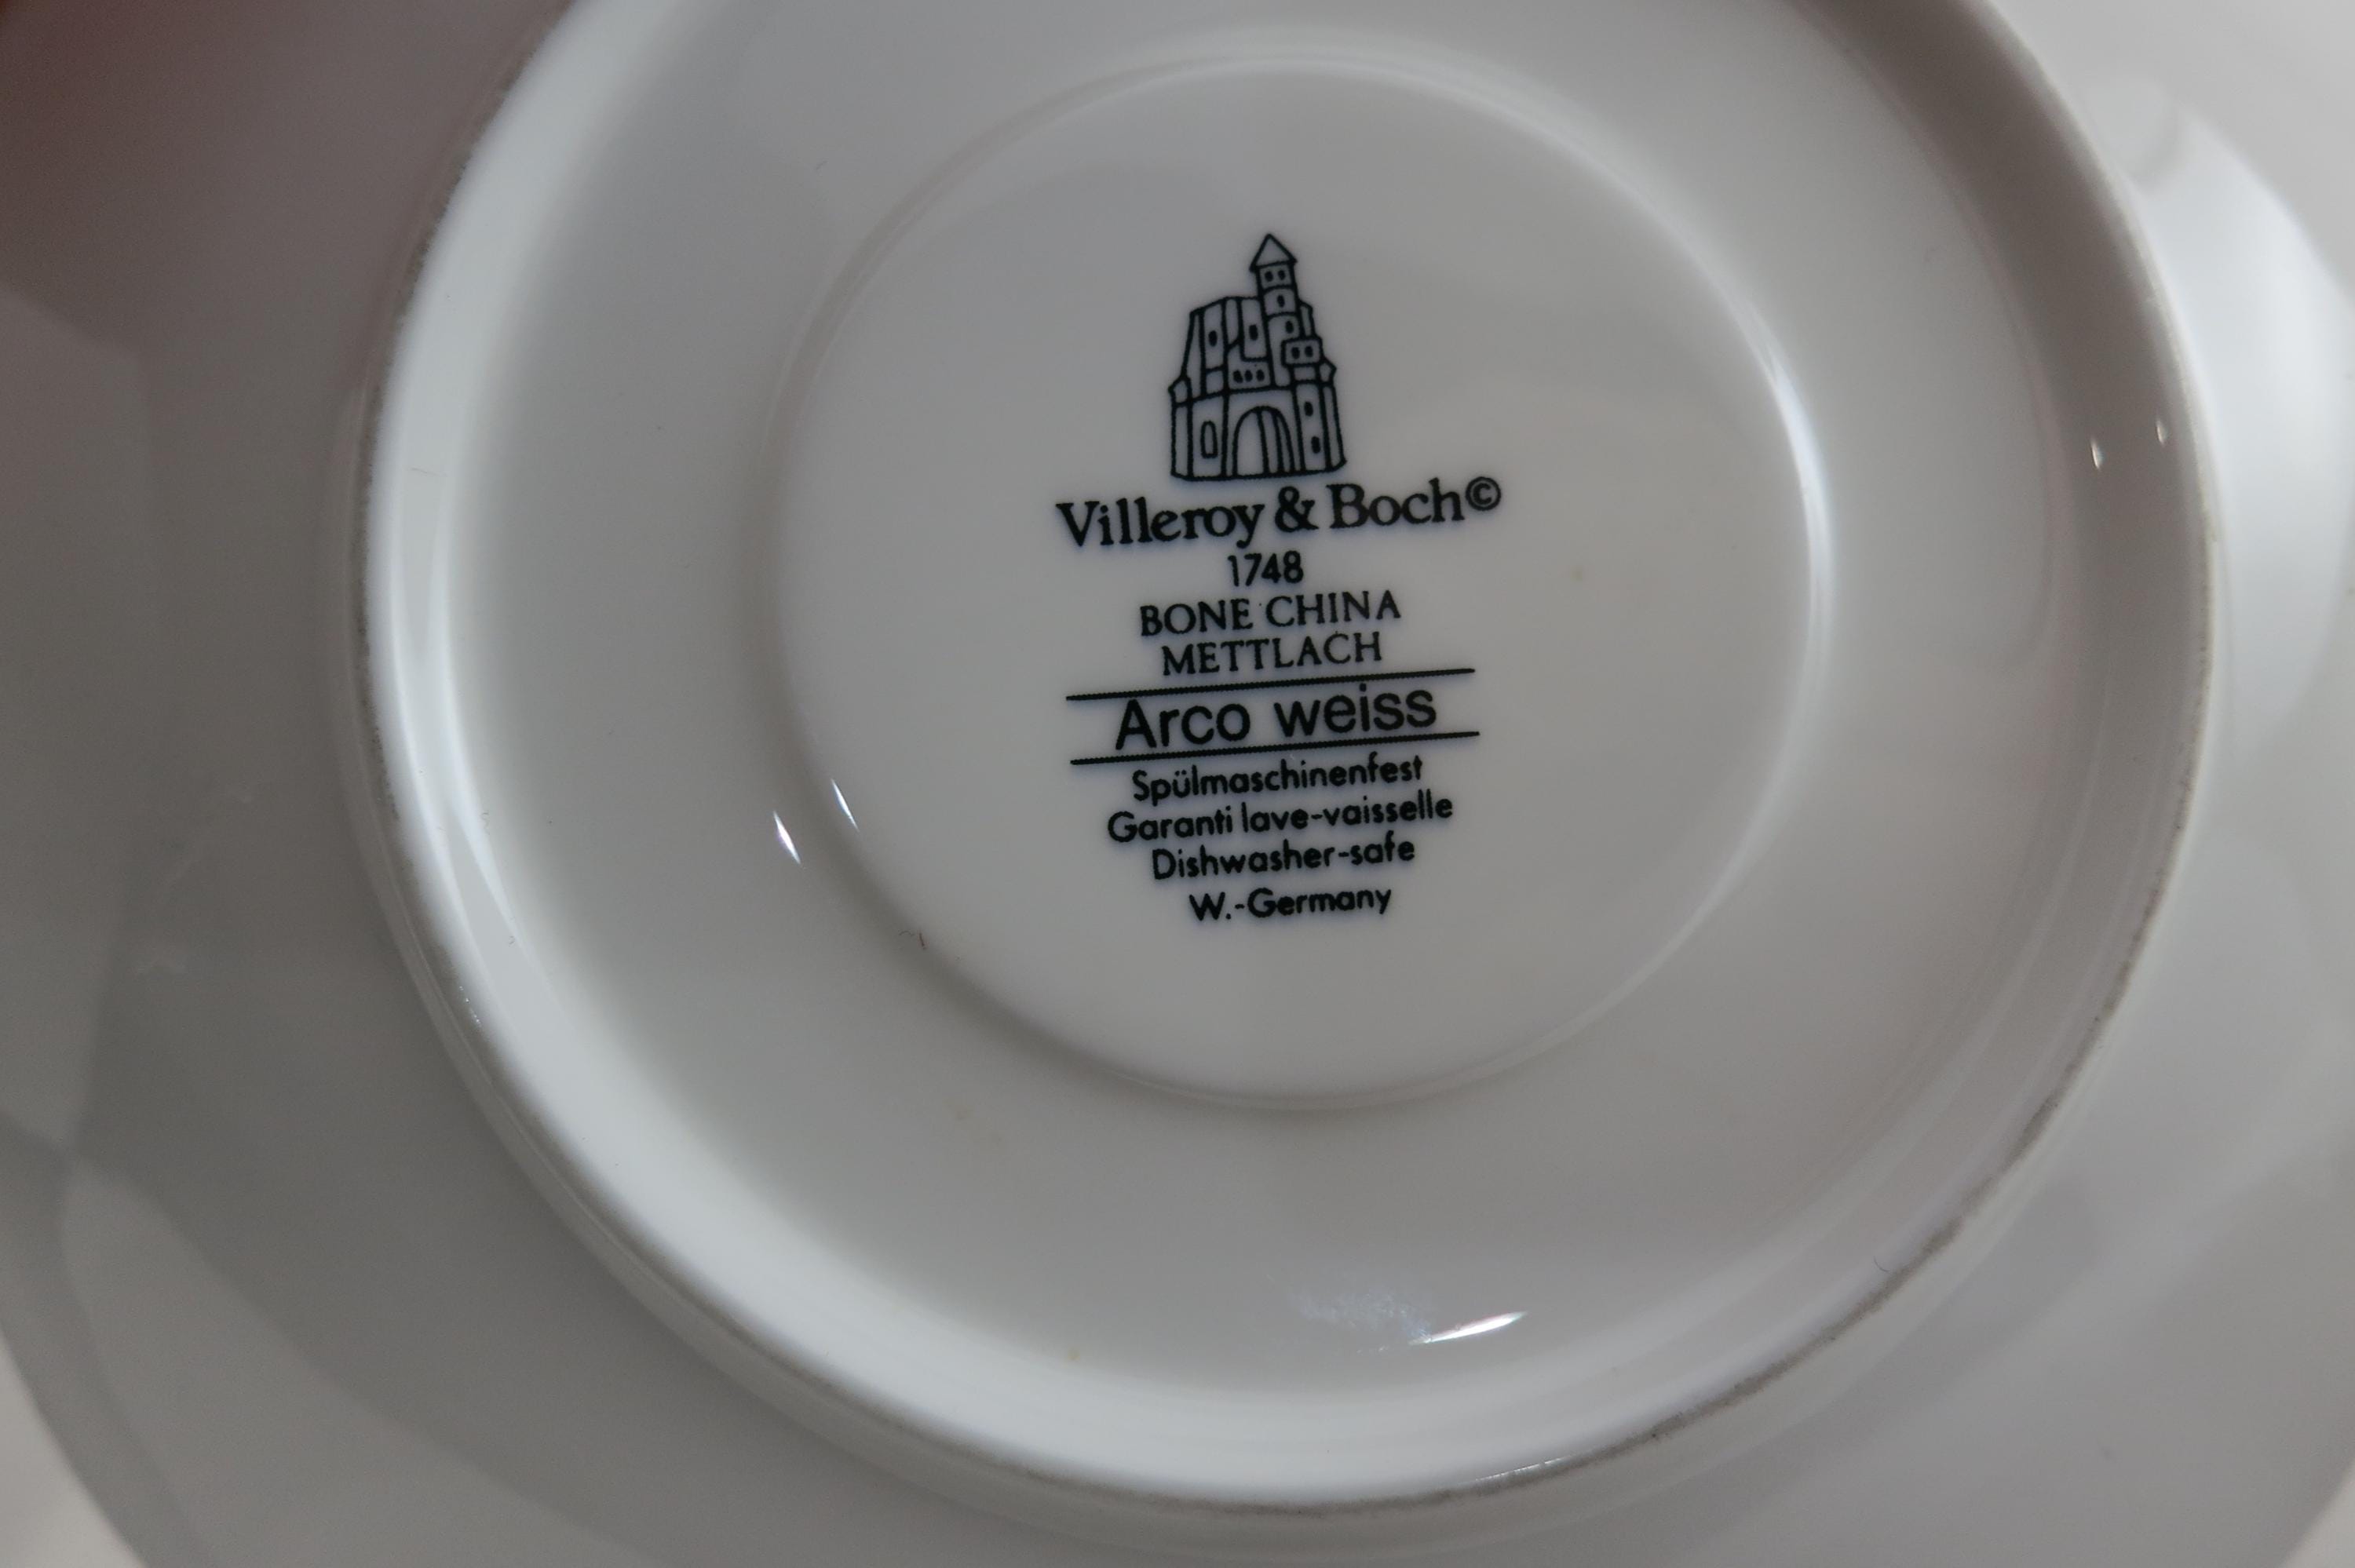 Villeroy & Boch©
1748
BONE CHINA
METTLACH
Arco weiss
Spülmaschinenfest
Garanti lave-vaisselle
Dishwasher-safe
W.-Germany